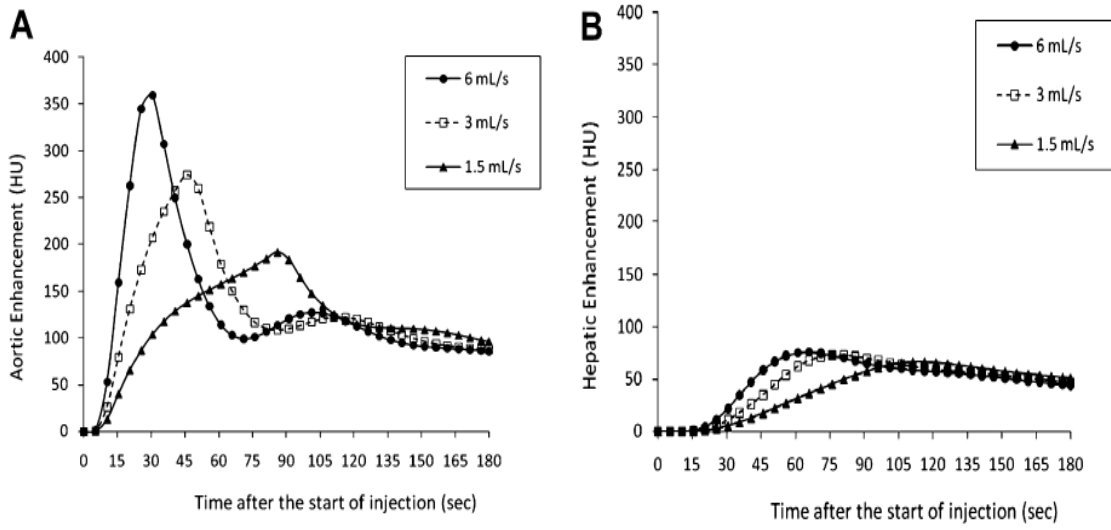 A
400
350
300
250
200
150
100
50
0
Aortic Enhancement (HU)
6 mL/s
3 mL/s
1.5 mL/s
0 15 30 45 60 75 90 105 120 135 150 165 180
Time after the start of injection (sec)
B
400
350
300
250
200
150
100
50
0
Hepatic Enhancement (HU)
6 mL/s
3 mL/s
1.5 mL/s
0 15 30 45 60 75 90 105 120 135 150 165 180
Time after the start of injection (sec)